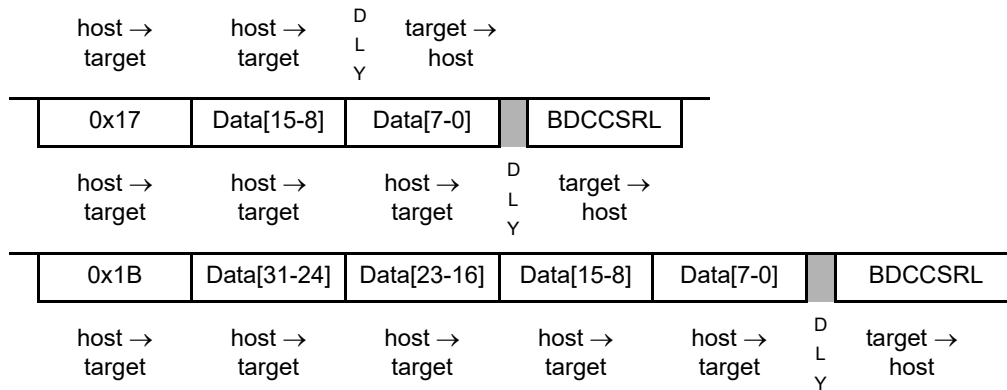 host → host → D L Y target →
target target host
0x17 Data[15-8] Data[7-0] BDCCSRL
host → host → host → D L Y target →
target target target host
0x1B Data[31-24] Data[23-16] Data[15-8] Data[7-0] BDCCSRL
host → host → host → host → host → D L Y target →
target target target target target host